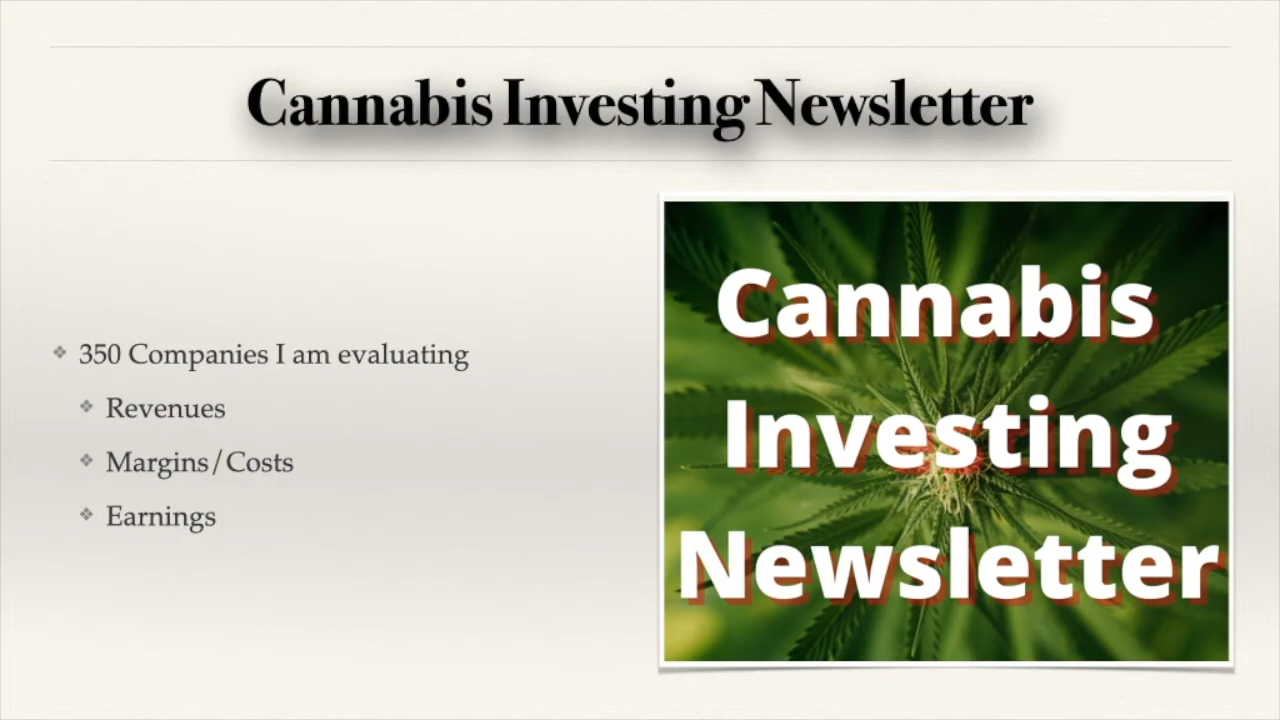 Cannabis Investing Newsletter
350 Companies I am evaluating
Revenues
Margins/Costs
Earnings
Cannabis
Investing
Newsletter